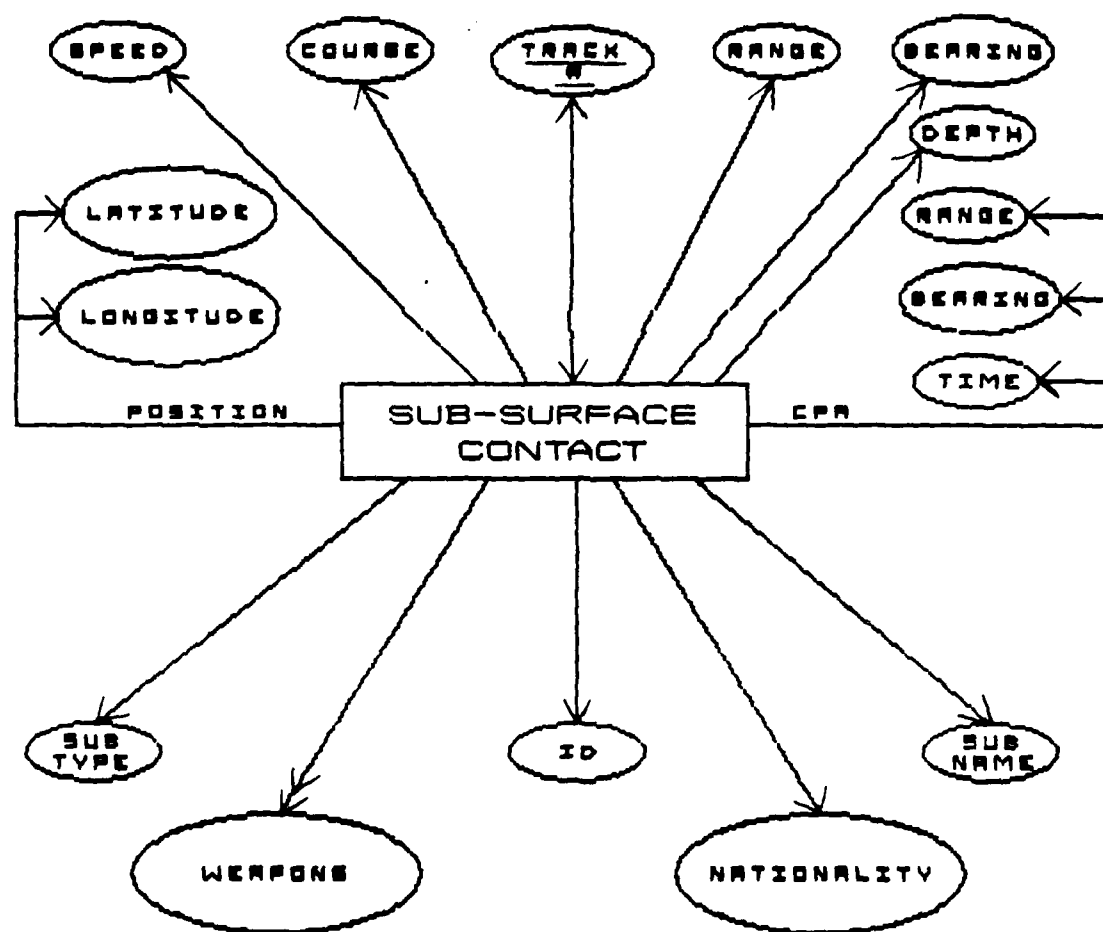 SPEED
COURSE
TRACK
#
RANGE
BEARING
DEPTH
LATITUDE
RANGE
LONGITUDE
BEARING
TIME
POSITION
SUB-SURFACE
CONTACT
CPA
SUB
TYPE
ID
SUB
NAME
WEAPONS
NATIONALITY